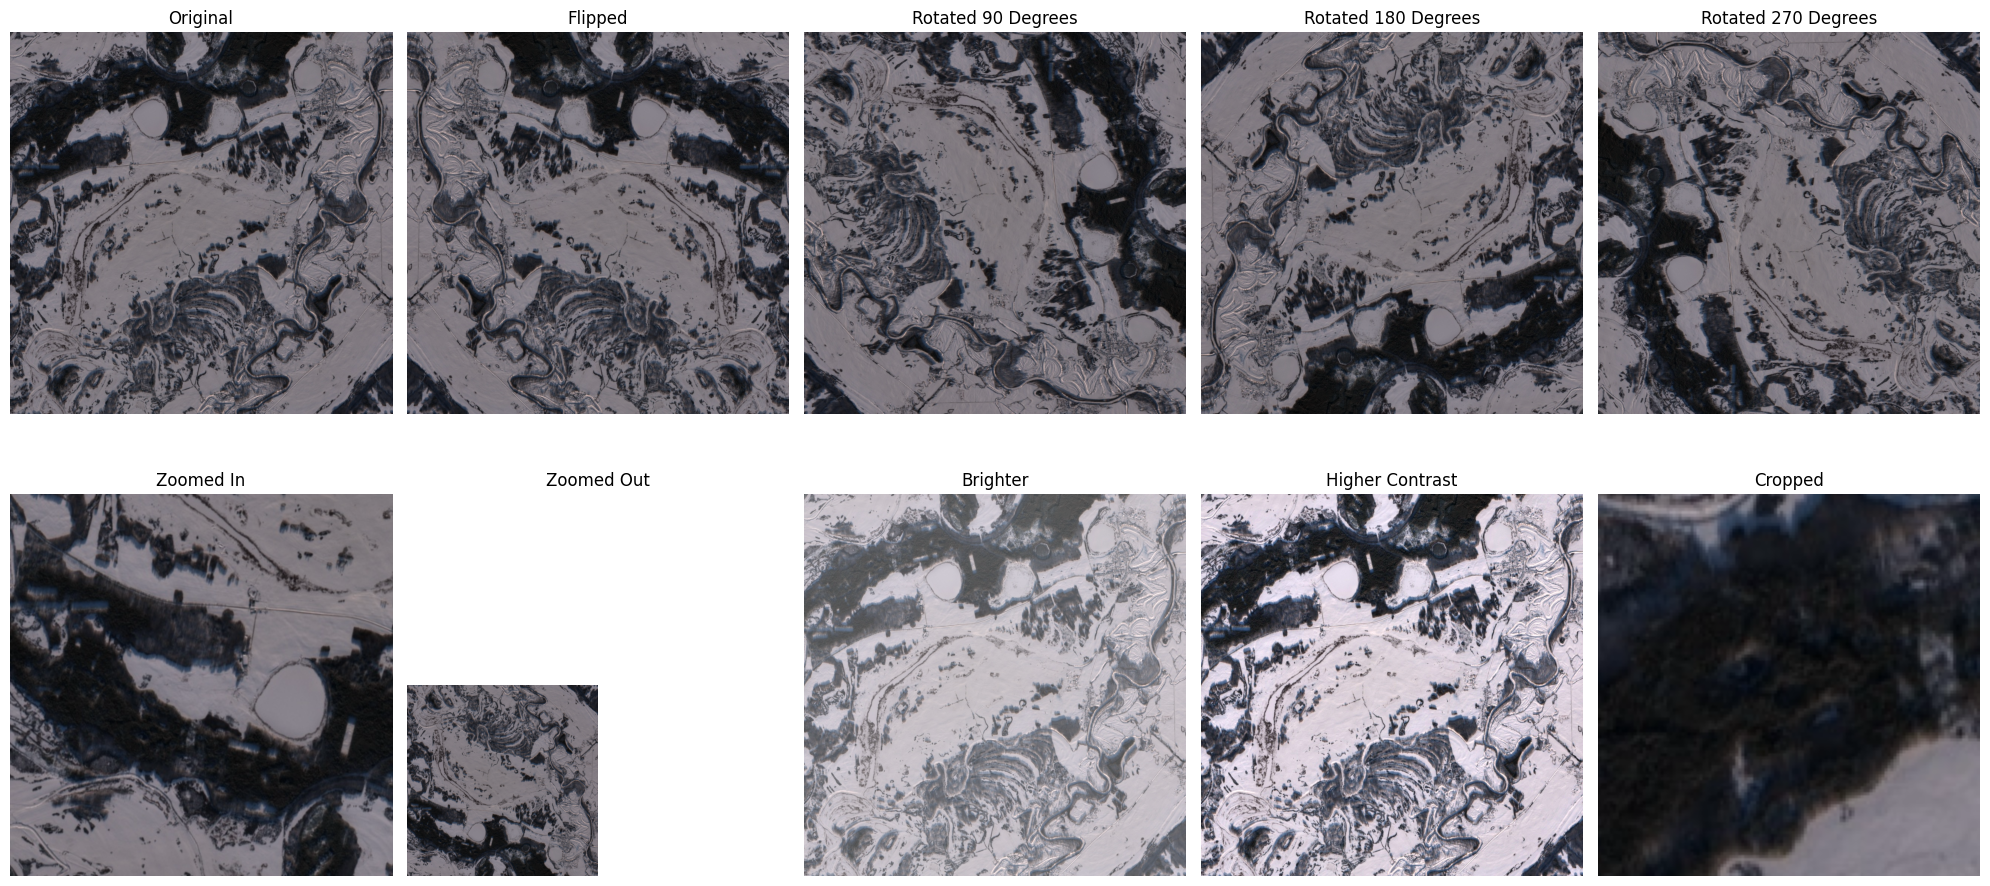 Original
Flipped
Rotated 90 Degrees
Rotated 180 Degrees
Rotated 270 Degrees
Zoomed In
Zoomed Out
Brighter
Higher Contrast
Cropped